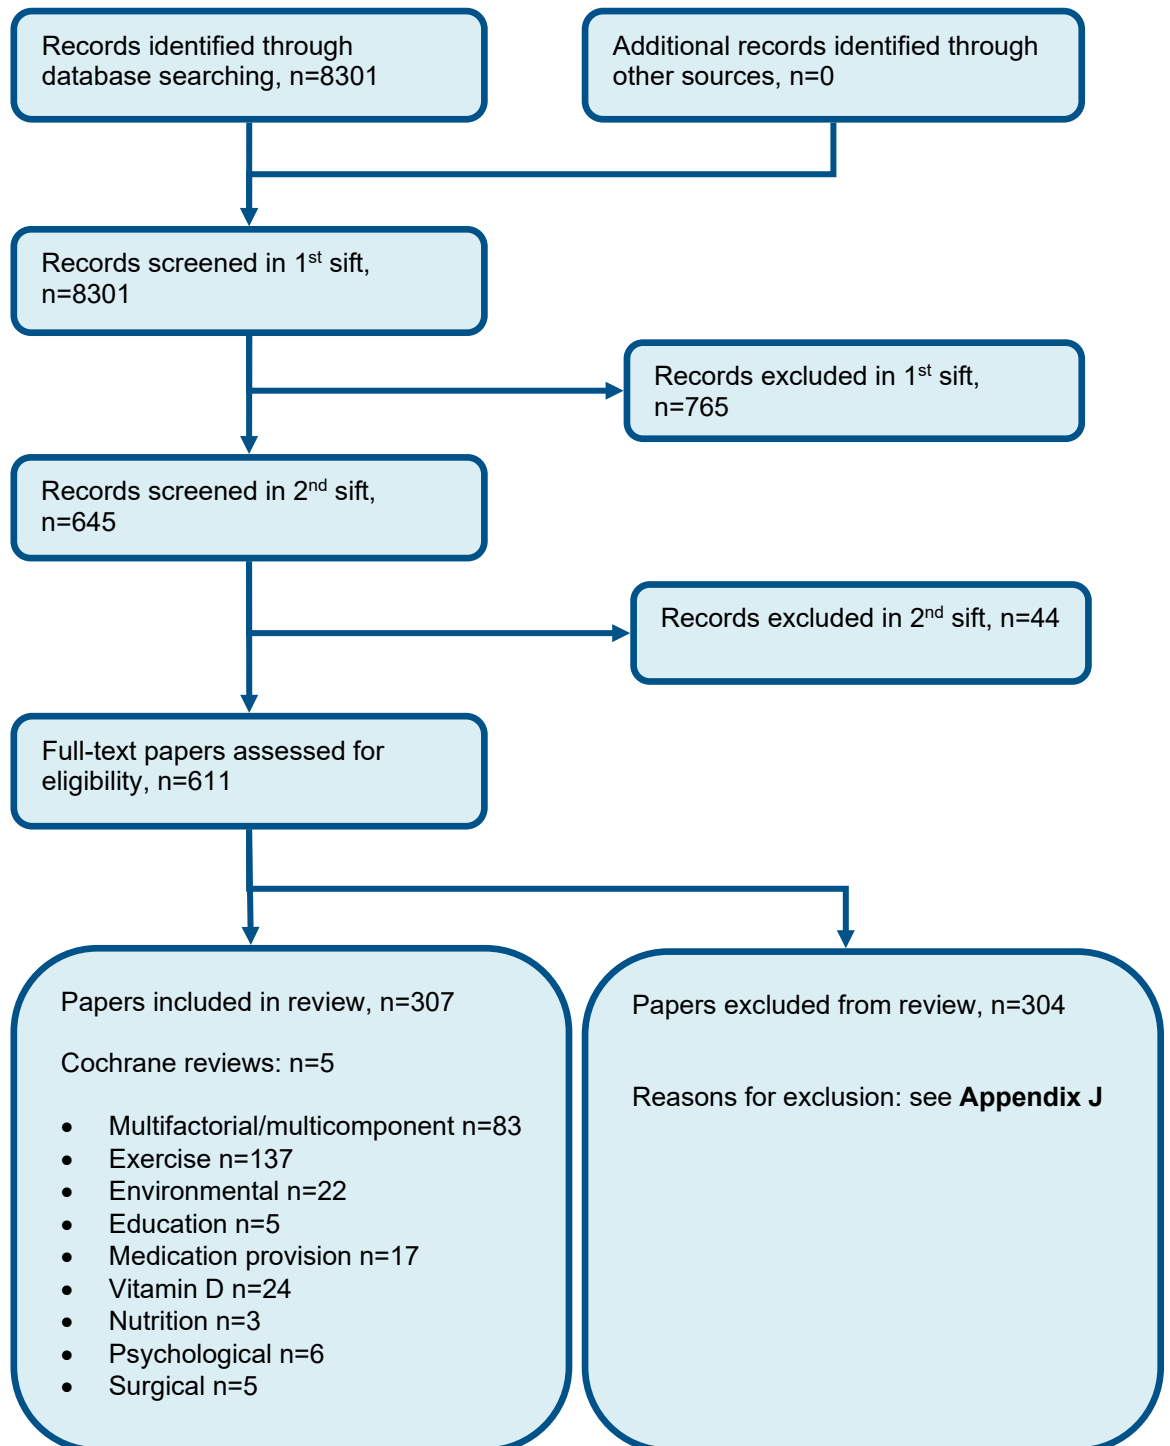 Records identified through
database searching, n=8301
Additional records identified through
other sources, n=0
Records screened in 1st sift,
n=8301
Records excluded in 1st sift,
n=765
Records screened in 2nd sift,
n=645
Records excluded in 2nd sift, n=44
Full-text papers assessed for
eligibility, n=611
Papers included in review, n=307
Cochrane reviews: n=5
• Multifactorial/multicomponent n=83
• Exercise n=137
• Environmental n=22
• Education n=5
• Medication provision n=17
• Vitamin D n=24
• Nutrition n=3
• Psychological n=6
• Surgical n=5
Papers excluded from review, n=304
Reasons for exclusion: see Appendix J